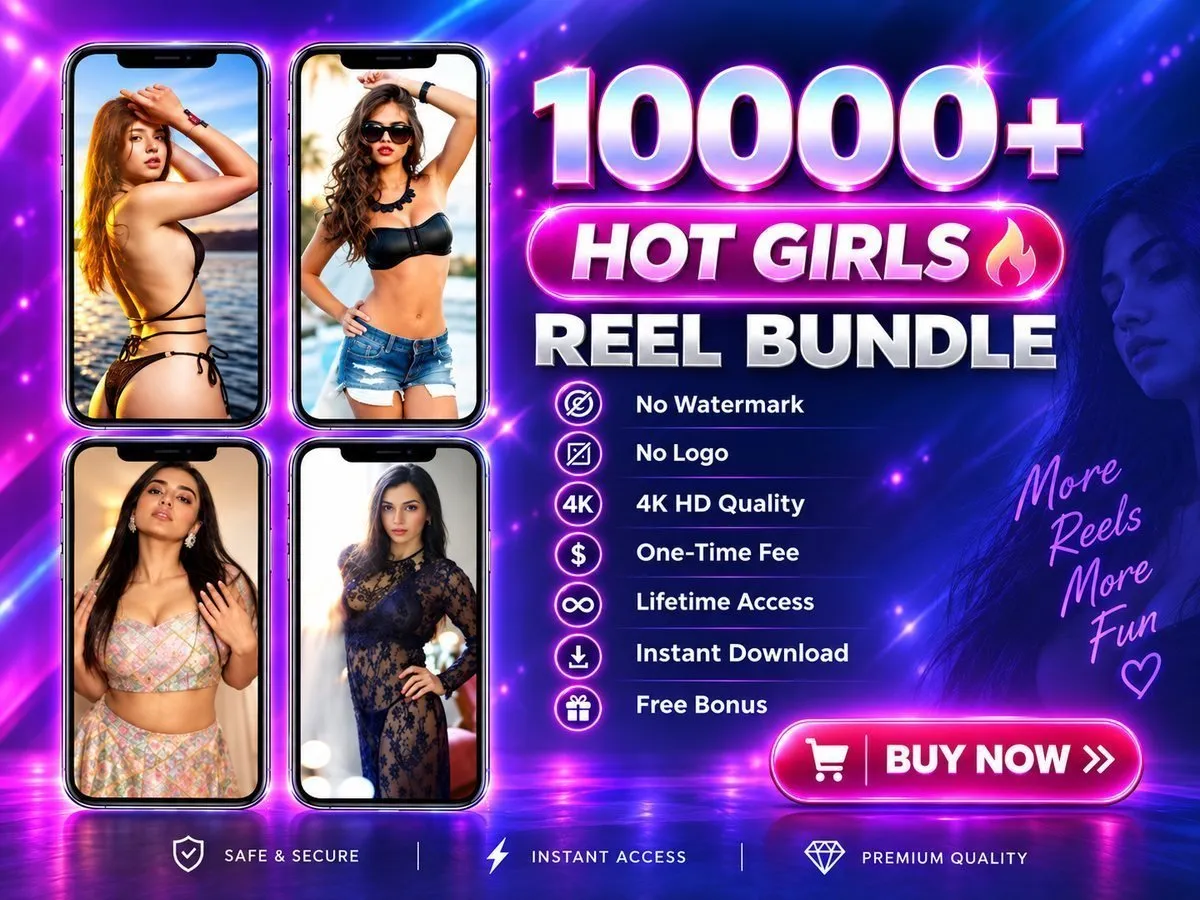 10000+
HOT GIRLS🔥
REEL BUNDLE
No Watermark
No Logo
4K 4K HD Quality
$ One-Time Fee
Lifetime Access
Instant Download
Free Bonus
More
Reels
More
Fun
BUY NOW »
SAFE & SECURE | INSTANT ACCESS | PREMIUM QUALITY